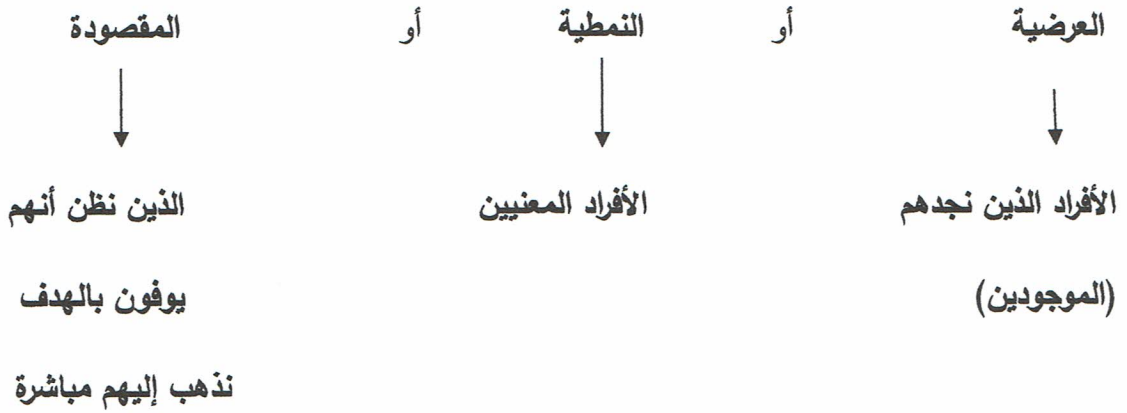 العرضية أو النمطية أو المقصودة
الأفراد الذين نجدهم الأفراد المعنيين الذين نظن أنهم
(الموجودين) يوفون بالهدف
نذهب إليهم مباشرة